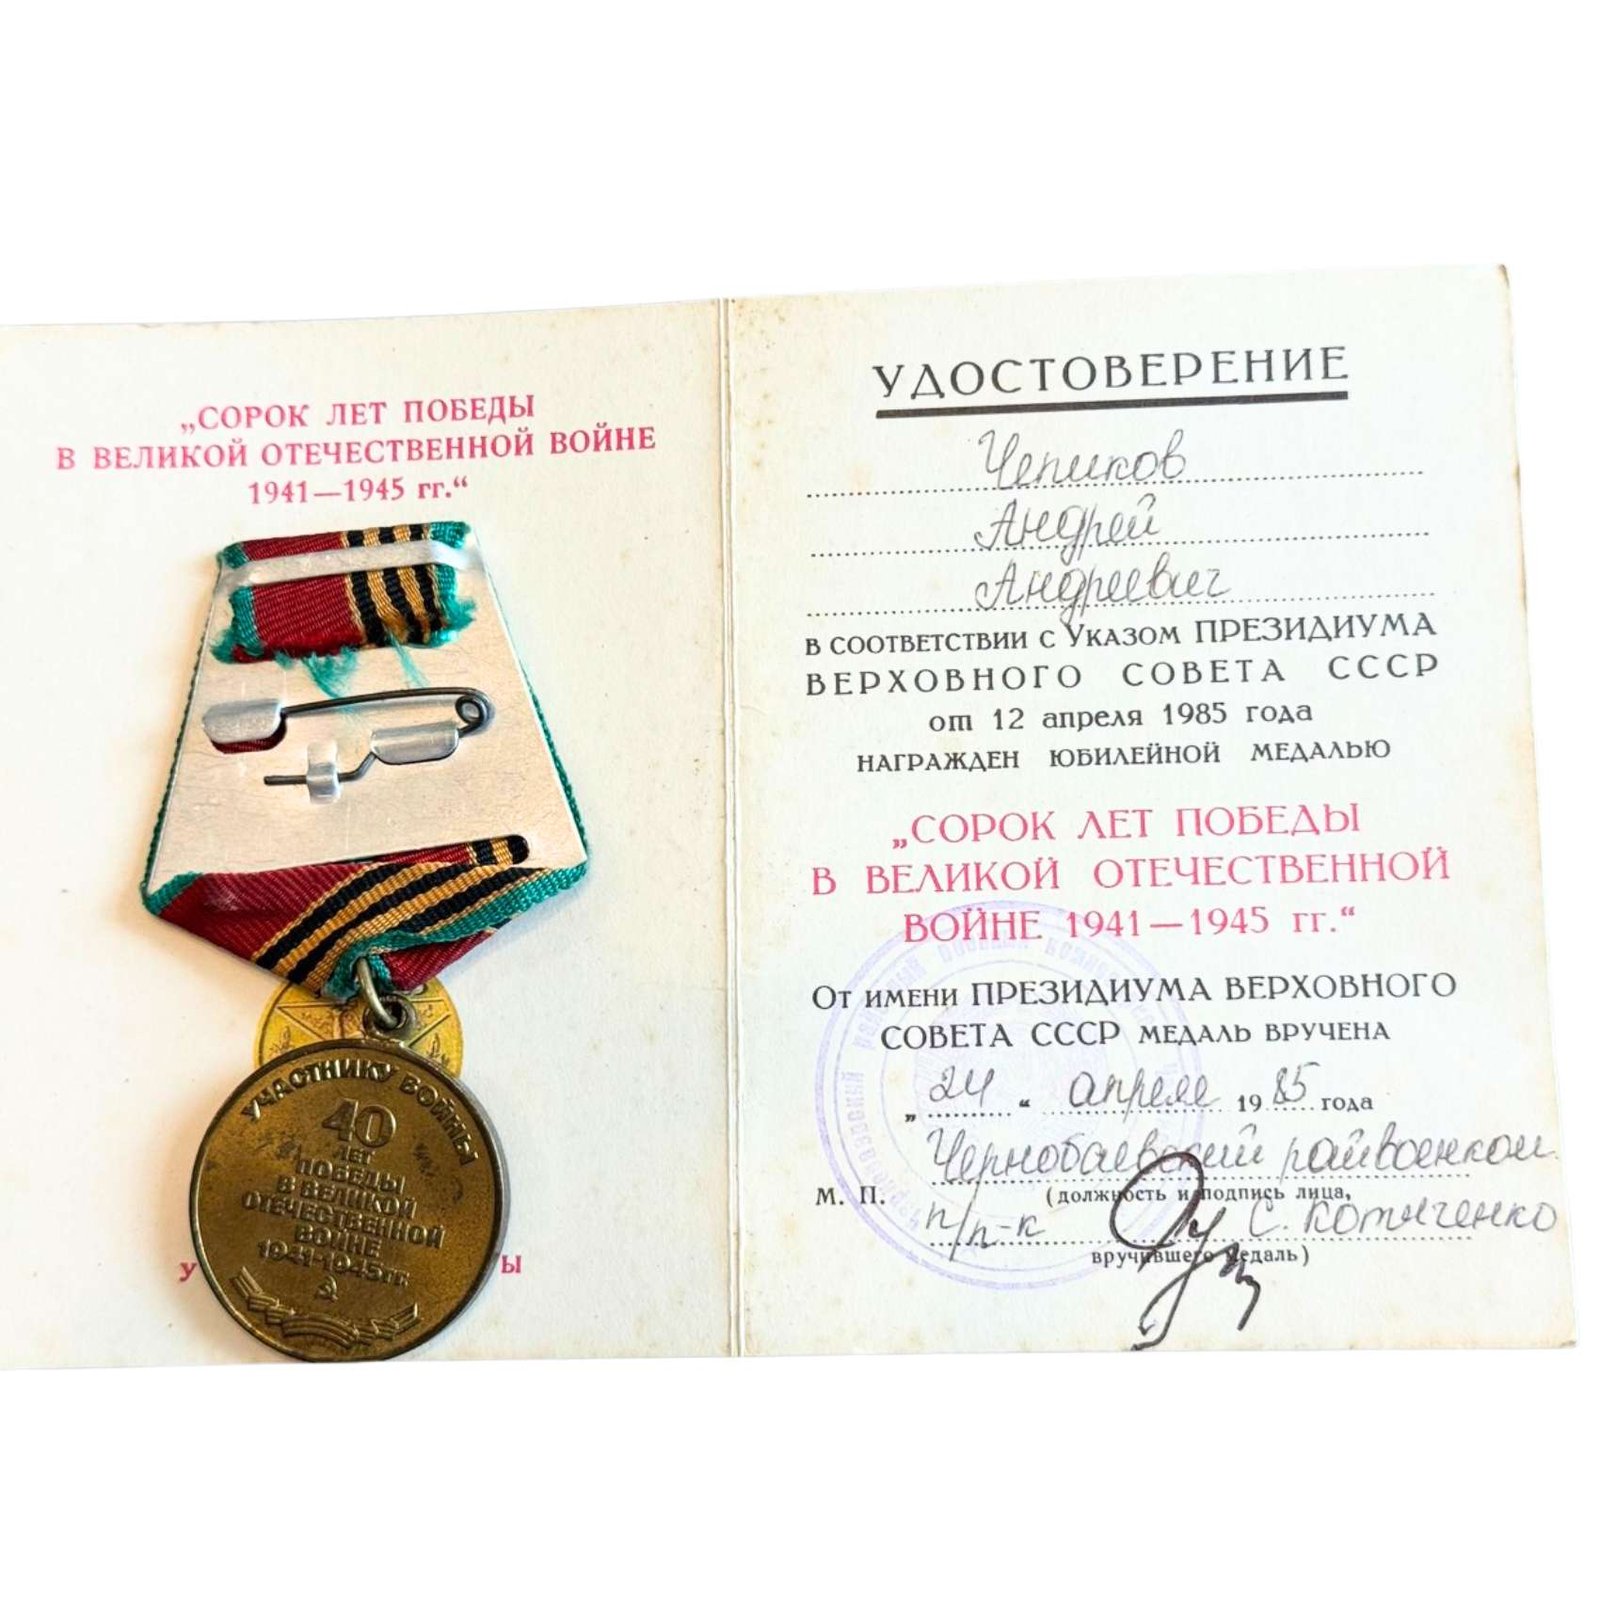 „СОРОК ЛЕТ ПОБЕДЫ
В ВЕЛИКОЙ ОТЕЧЕСТВЕННОЙ ВОЙНЕ
1941—1945 гг.“
УЧАСТНИКУ ВОЙНЫ
40
ЛЕТ
ПОБЕДЫ
В ВЕЛИКОЙ
ОТЕЧЕСТВЕННОЙ
ВОЙНЕ
1941-1945гг.
У
Ы
УДОСТОВЕРЕНИЕ
Чепиков
Андрей
Андреевич
В СООТВЕТСТВИИ С УКАЗОМ ПРЕЗИДИУМА
ВЕРХОВНОГО СОВЕТА СССР
от 12 апреля 1985 года
НАГРАЖДЕН ЮБИЛЕЙНОЙ МЕДАЛЬЮ
„СОРОК ЛЕТ ПОБЕДЫ
В ВЕЛИКОЙ ОТЕЧЕСТВЕННОЙ
ВОЙНЕ 1941—1945 гг.“
ОТ ИМЕНИ ПРЕЗИДИУМА ВЕРХОВНОГО
СОВЕТА СССР МЕДАЛЬ ВРУЧЕНА
„24“ апреля 1985 года
Чернобаевский райвоенком
М. П. (должность и подпись лица,
п/п-к С. Котяченко
вручившего медаль)